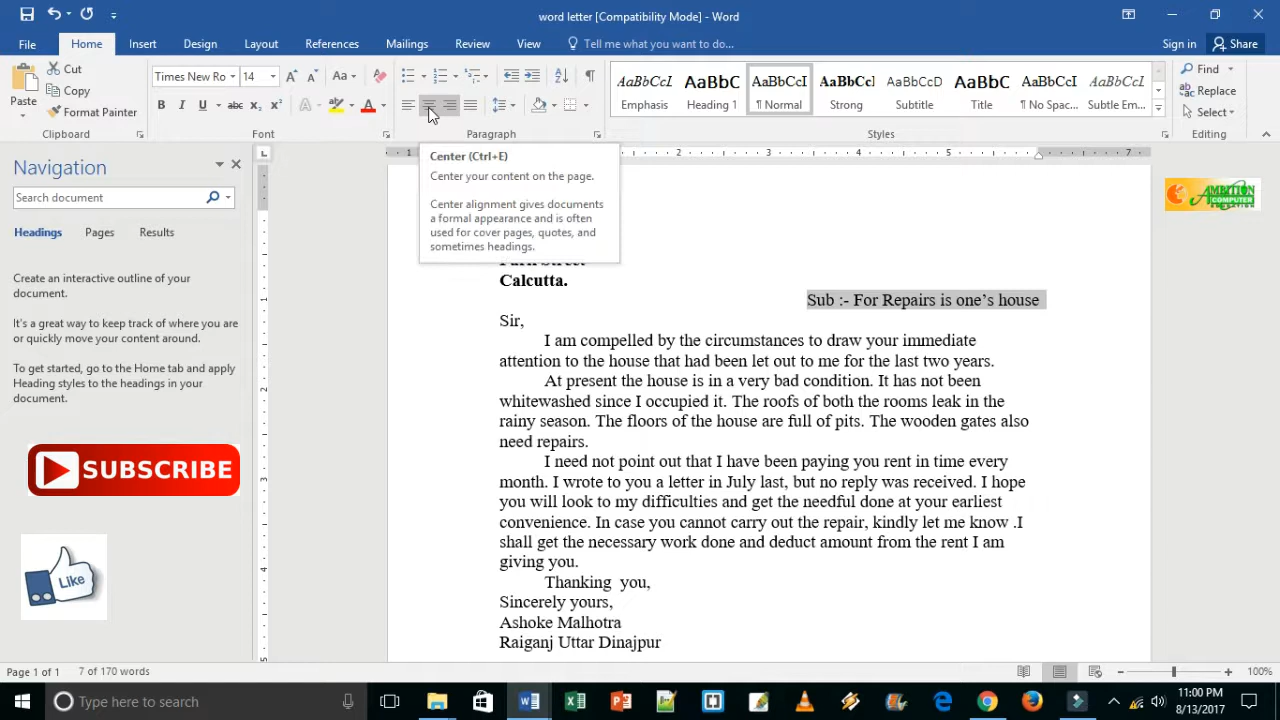 word letter [Compatibility Mode] - Word
File Home Insert Design Layout References Mailings Review View Tell me what you want to do... Sign in Share
Cut
Copy
Format Painter
Paste
Clipboard
Times New Ro 14 A A Aa
B I U abc X₂ X² A A
Font
Paragraph
AaBbCcI AaBbC AaBbCcI AaBbCcI AaBbCcD AaBbC AaBbCcI AaBbCcI
Emphasis Heading 1 ¶ Normal Strong Subtitle Title ¶ No Spac... Subtle Em...
Styles
Find
Replace
Select
Editing
Navigation
Search document
Headings Pages Results
Create an interactive outline of your
document.
It's a great way to keep track of where you are
or quickly move your content around.
To get started, go to the Home tab and apply
Heading styles to the headings in your
document.
SUBSCRIBE
Like
Center (Ctrl+E)
Center your content on the page.
Center alignment gives documents
a formal appearance and is often
used for cover pages, quotes, and
sometimes headings.
1 2 3 4 5 6 7
AMBITION
COMPUTER
Calcutta.
Sub :- For Repairs is one’s house
Sir,
I am compelled by the circumstances to draw your immediate
attention to the house that had been let out to me for the last two years.
At present the house is in a very bad condition. It has not been
whitewashed since I occupied it. The roofs of both the rooms leak in the
rainy season. The floors of the house are full of pits. The wooden gates also
need repairs.
I need not point out that I have been paying you rent in time every
month. I wrote to you a letter in July last, but no reply was received. I hope
you will look to my difficulties and get the needful done at your earliest
convenience. In case you cannot carry out the repair, kindly let me know .I
shall get the necessary work done and deduct amount from the rent I am
giving you.
Thanking you,
Sincerely yours,
Ashoke Malhotra
Raiganj Uttar Dinajpur
Page 1 of 1 7 of 170 words 100%
Type here to search
11:00 PM
8/13/2017